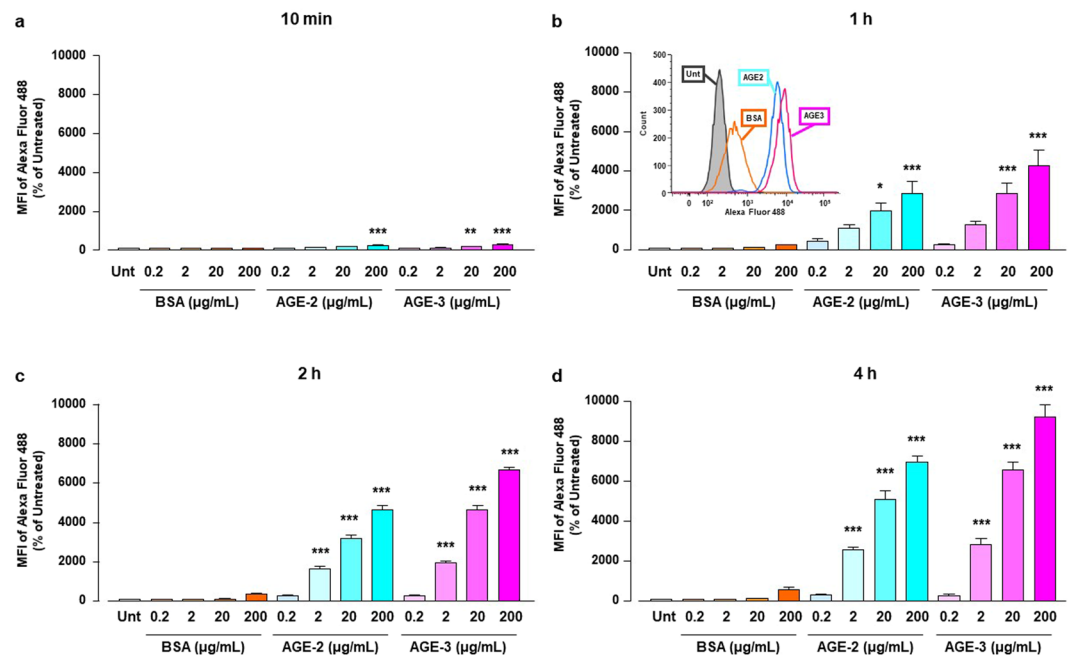 a
10 min
MFI of Alexa Fluor 488
(% of Untreated)
10000
8000
6000
4000
2000
0
*** ** ***
Unt 0.2 2 20 200 0.2 2 20 200 0.2 2 20 200
BSA (µg/mL) AGE-2 (µg/mL) AGE-3 (µg/mL)
b
1 h
MFI of Alexa Fluor 488
(% of Untreated)
10000
8000
6000
4000
2000
0
500
400
300
200
100
0
Count
Unt
AGE2
BSA
AGE3
0 10² 10³ 10⁴ 10⁵
Alexa Fluor 488
* *** *** ***
Unt 0.2 2 20 200 0.2 2 20 200 0.2 2 20 200
BSA (µg/mL) AGE-2 (µg/mL) AGE-3 (µg/mL)
c
2 h
MFI of Alexa Fluor 488
(% of Untreated)
10000
8000
6000
4000
2000
0
*** *** *** *** *** ***
Unt 0.2 2 20 200 0.2 2 20 200 0.2 2 20 200
BSA (µg/mL) AGE-2 (µg/mL) AGE-3 (µg/mL)
d
4 h
MFI of Alexa Fluor 488
(% of Untreated)
10000
8000
6000
4000
2000
0
*** *** *** *** *** ***
Unt 0.2 2 20 200 0.2 2 20 200 0.2 2 20 200
BSA (µg/mL) AGE-2 (µg/mL) AGE-3 (µg/mL)